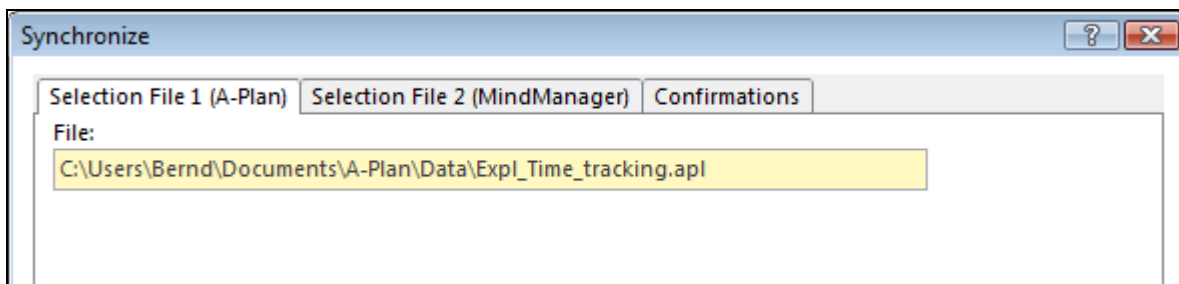 Synchronize
Selection File 1 (A-Plan) Selection File 2 (MindManager) Confirmations
File:
C:\Users\Bernd\Documents\A-Plan\Data\Expl_Time_tracking.apl